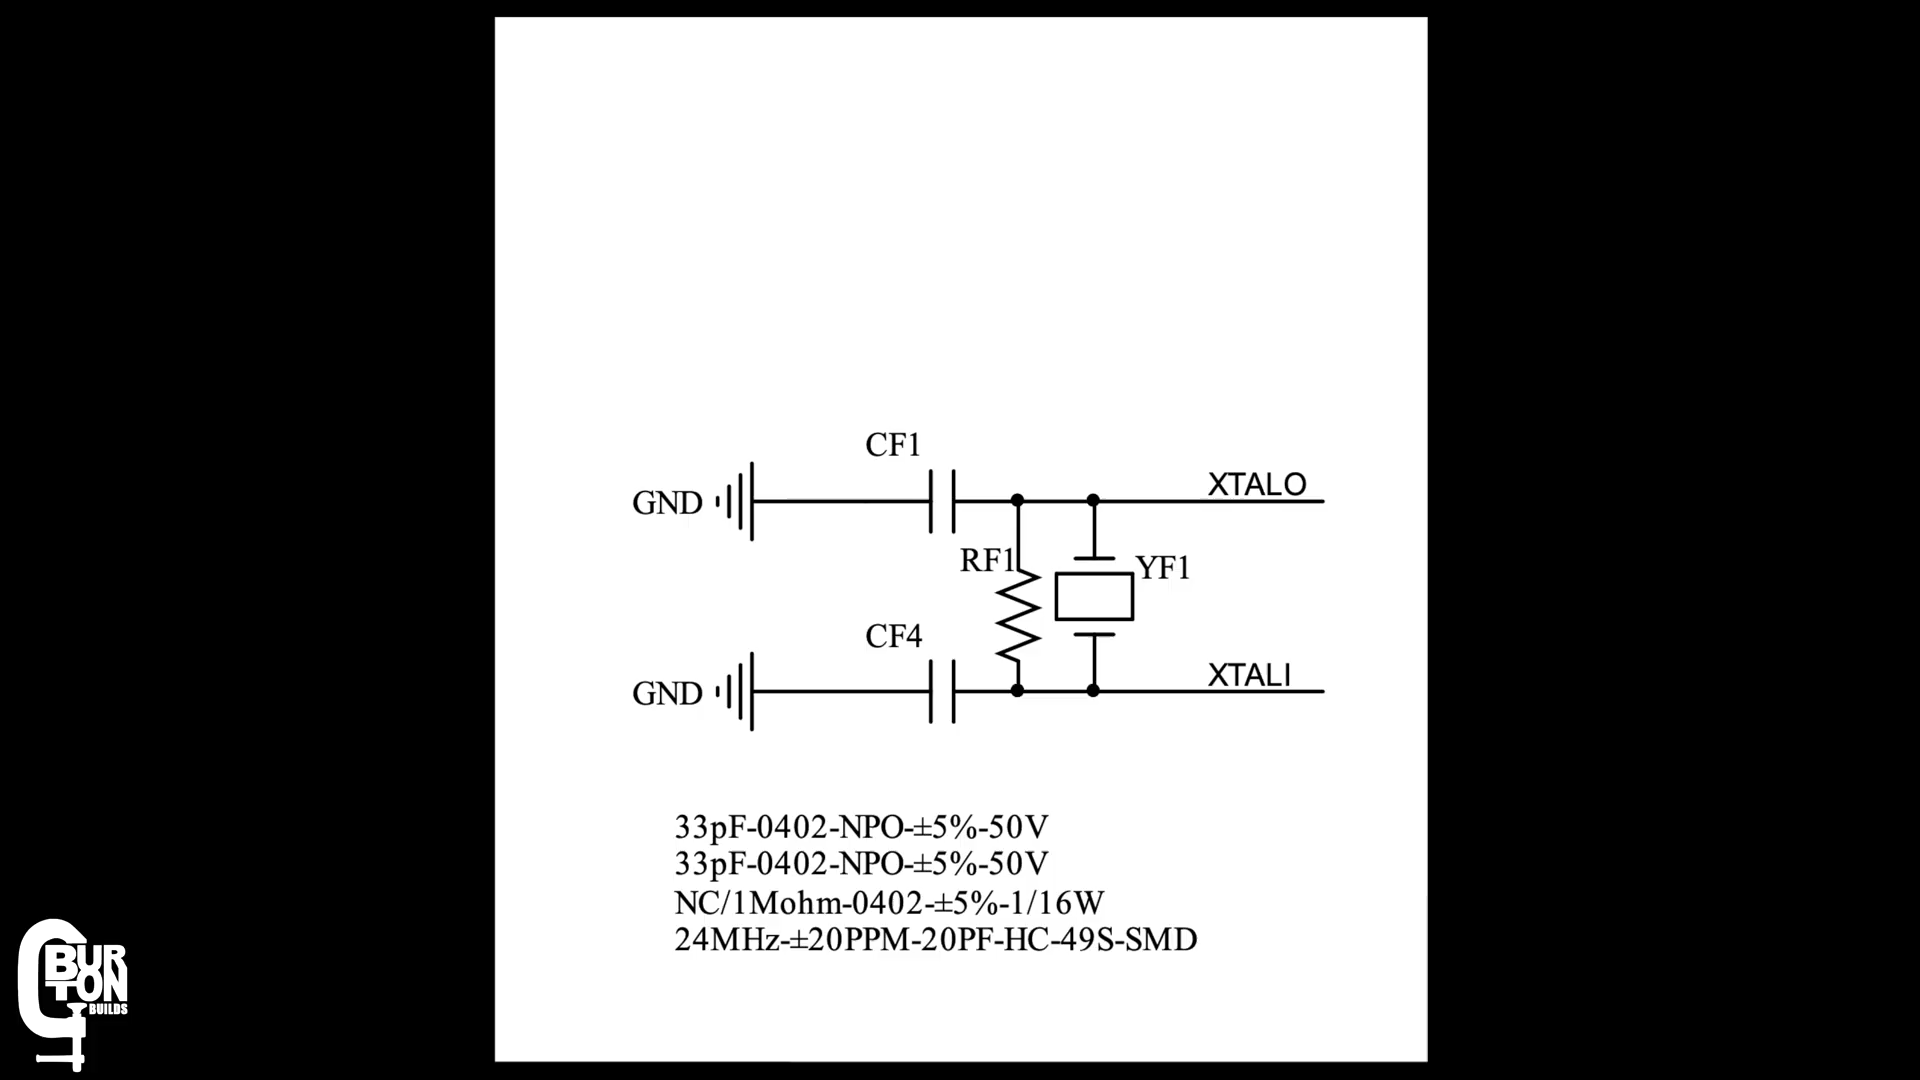 CF1
GND
XTALO
RF1
YF1
CF4
GND
XTALI
33pF-0402-NPO-±5%-50V
33pF-0402-NPO-±5%-50V
NC/1Mohm-0402-±5%-1/16W
24MHz-±20PPM-20PF-HC-49S-SMD
BUR
TON
BUILDS